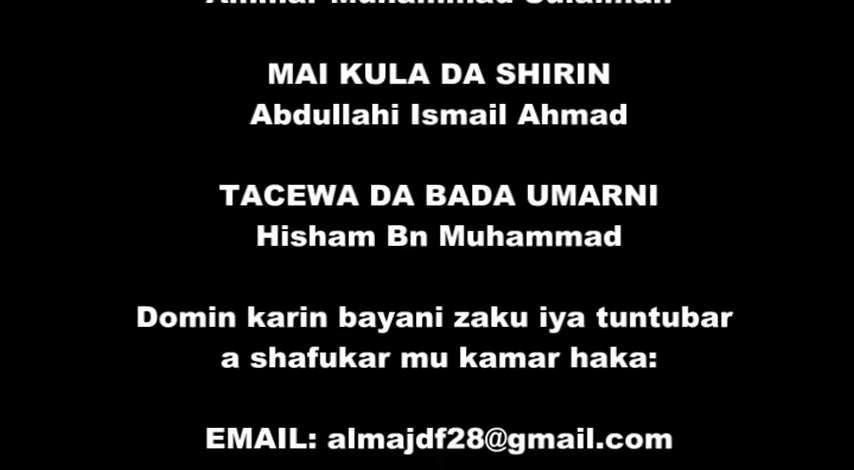 MAI KULA DA SHIRIN
Abdullahi Ismail Ahmad
TACEWA DA BADA UMARNI
Hisham Bn Muhammad
Domin karin bayani zaku iya tuntubar
a shafukar mu kamar haka:
EMAIL: almajdf28@gmail.com